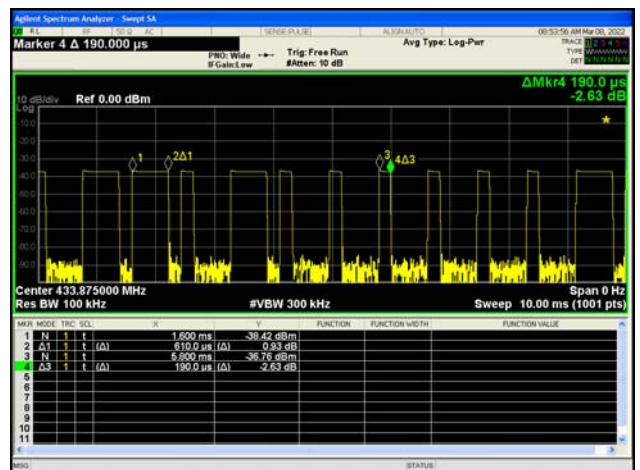 Agilent Spectrum Analyzer - Swept SA
RL RF 50 Ω AC SENSE:PULSE ALIGN AUTO 08:53:56 AM Mar 08, 2022
Marker 4 Δ 190.000 µs Avg Type: Log-Pwr TRACE 1 2 3 4 5 6
PNO: Wide Trig: Free Run TYPE
IFGain:Low #Atten: 10 dB DET N N N N N N
ΔMkr4 190.0 µs
10 dB/div Ref 0.00 dBm -2.63 dB
Log
-10.0
-20.0
-30.0
1 2Δ1 3 4Δ3
-40.0
-50.0
-60.0
-70.0
-80.0
-90.0
Center 433.875000 MHz Span 0 Hz
Res BW 100 kHz #VBW 300 kHz Sweep 10.00 ms (1001 pts)
MKR MODE TRC SCL X Y FUNCTION FUNCTION WIDTH FUNCTION VALUE
1 N 1 t 1.600 ms -38.42 dBm
2 Δ1 1 t (Δ) 610.0 µs (Δ) 0.93 dB
3 N 1 t 5.800 ms -36.76 dBm
4 Δ3 1 t (Δ) 190.0 µs (Δ) -2.63 dB
5
6
7
8
9
10
11
MSG STATUS